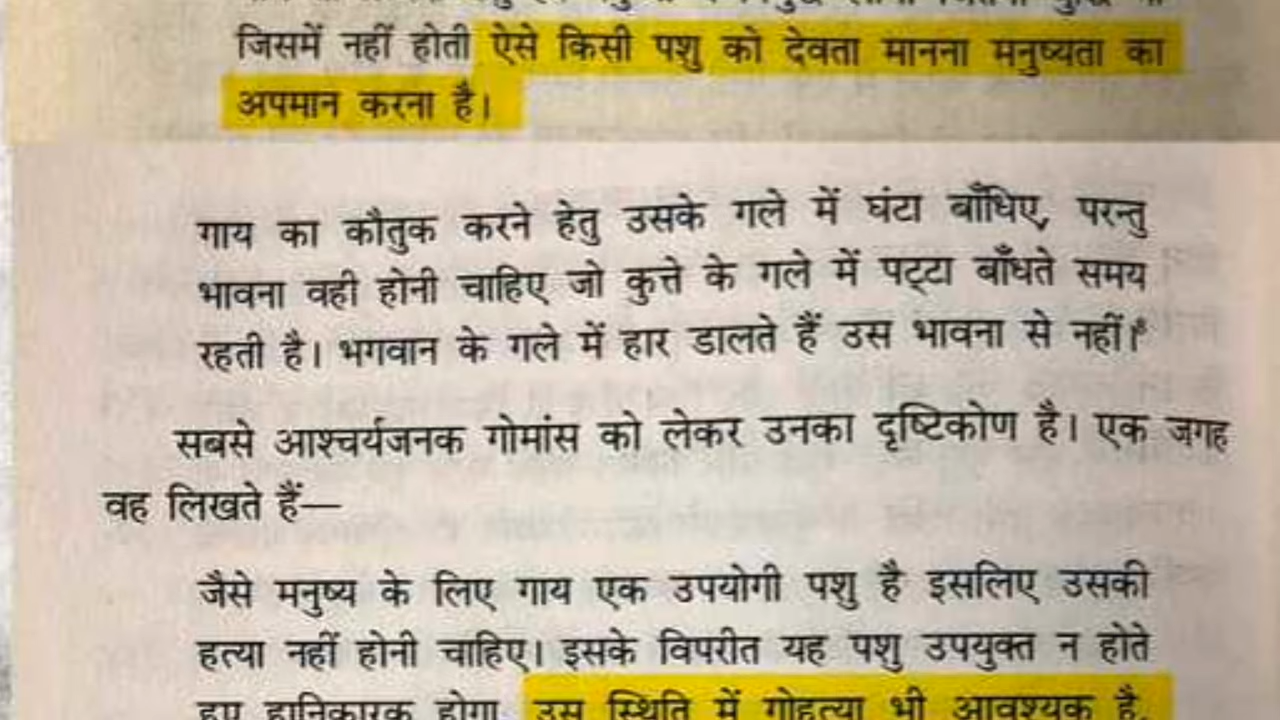 जिसमें नहीं होती ऐसे किसी पशु को देवता मानना मनुष्यता का
अपमान करना है।
गाय का कौतुक करने हेतु उसके गले में घंटा बाँधिए, परन्तु
भावना वही होनी चाहिए जो कुत्ते के गले में पट्टा बाँधते समय
रहती है। भगवान के गले में हार डालते हैं उस भावना से नहीं।
सबसे आश्चर्यजनक गोमांस को लेकर उनका दृष्टिकोण है। एक जगह
वह लिखते हैं—
जैसे मनुष्य के लिए गाय एक उपयोगी पशु है इसलिए उसकी
हत्या नहीं होनी चाहिए। इसके विपरीत यह पशु उपयुक्त न होते
हुए हानिकारक होगा उस स्थिति में गोहत्या भी आवश्यक है,